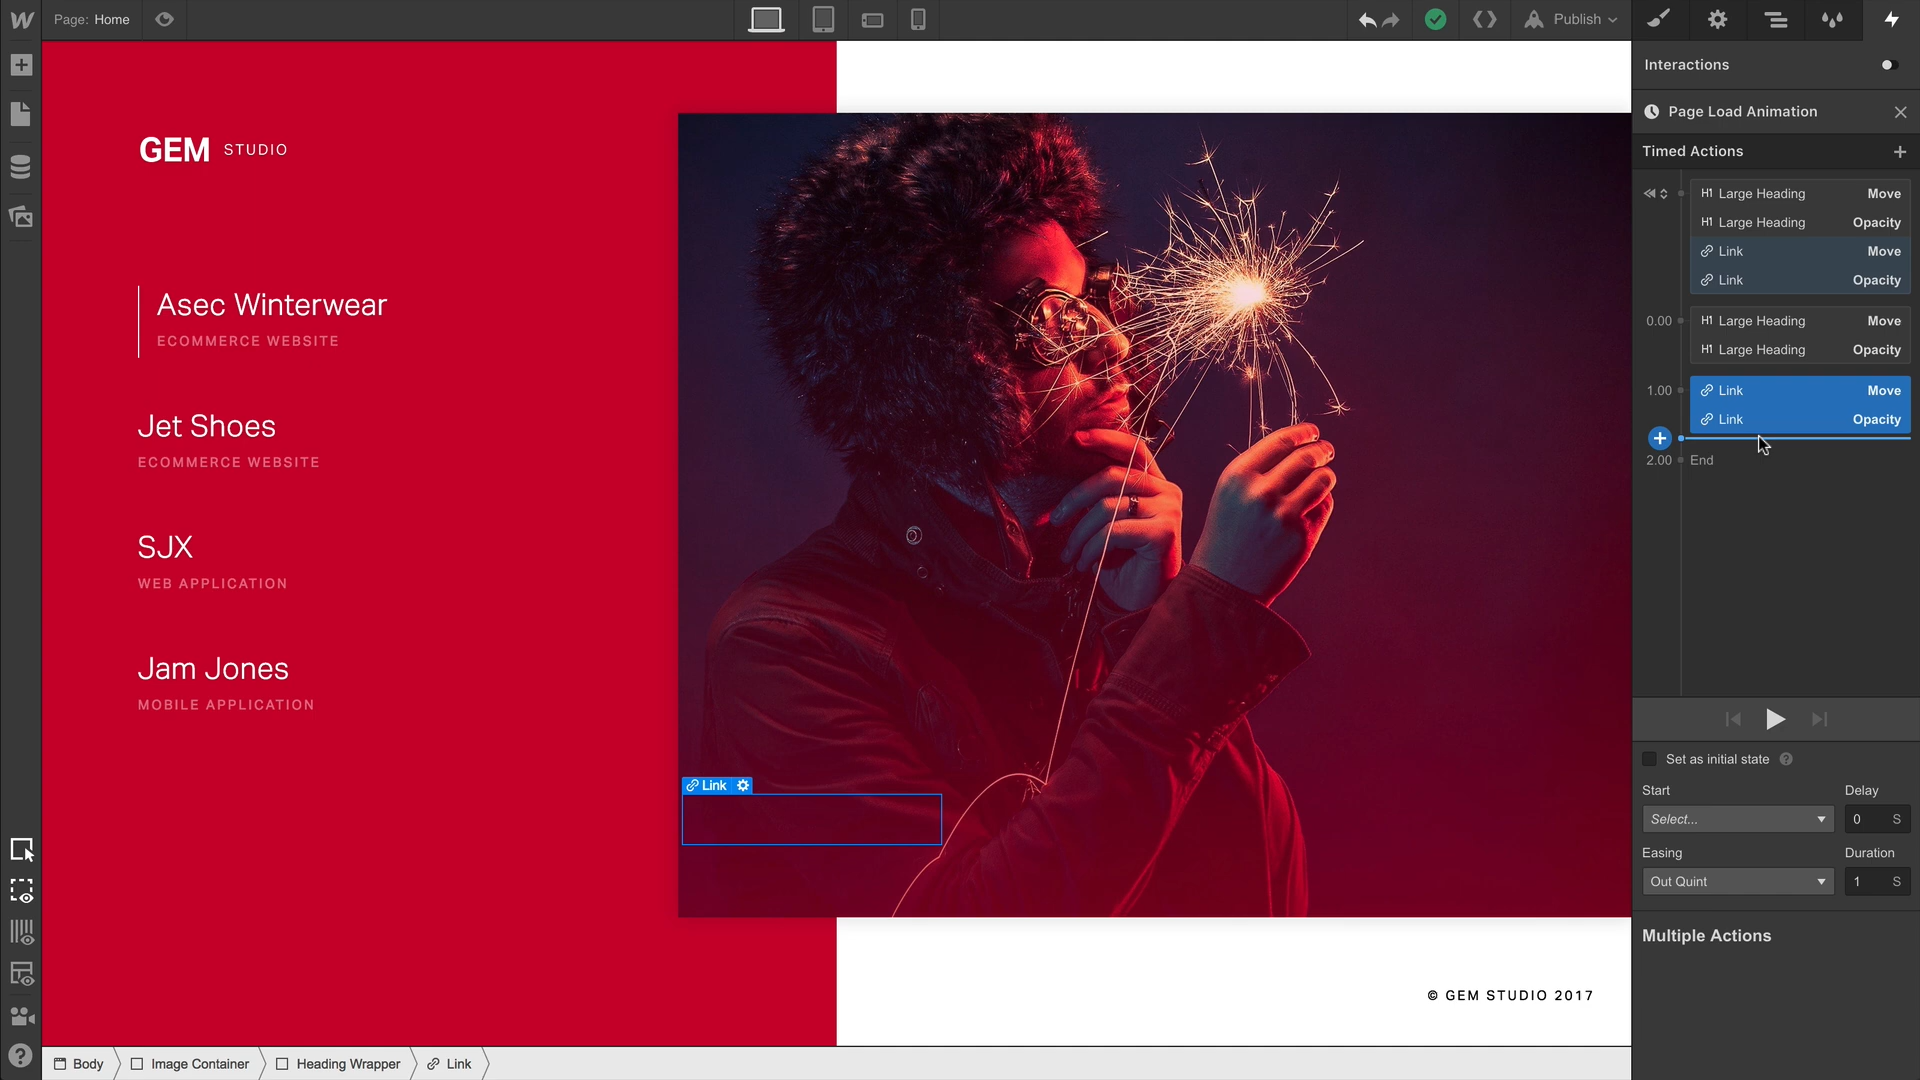 Page: Home
Publish
Interactions
Page Load Animation
Timed Actions
H1 Large Heading Move
H1 Large Heading Opacity
Link Move
Link Opacity
0.00
H1 Large Heading Move
H1 Large Heading Opacity
1.00
Link Move
Link Opacity
2.00 End
Set as initial state ?
Start
Delay
Select...
0 S
Easing
Duration
Out Quint
1 S
Multiple Actions
GEM STUDIO
Asec Winterwear
ECOMMERCE WEBSITE
Jet Shoes
ECOMMERCE WEBSITE
SJX
WEB APPLICATION
Jam Jones
MOBILE APPLICATION
Link
© GEM STUDIO 2017
Body
Image Container
Heading Wrapper
Link